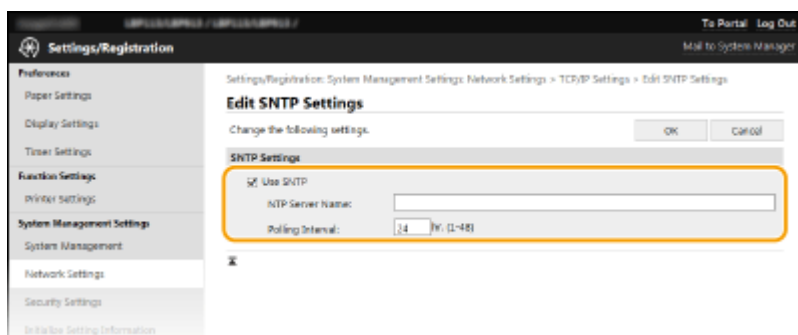 To Portal Log Out
Settings/Registration
Mail to System Manager
Preferences
Paper Settings
Display Settings
Timer Settings
Function Settings
Printer Settings
System Management Settings
System Management
Network Settings
Security Settings
Initialize Setting Information
Settings/Registration: System Management Settings: Network Settings > TCP/IP Settings > Edit SNTP Settings
Edit SNTP Settings
Change the following settings.
OK
Cancel
SNTP Settings
Use SNTP
NTP Server Name:
Polling Interval:
24 hr. (1-48)